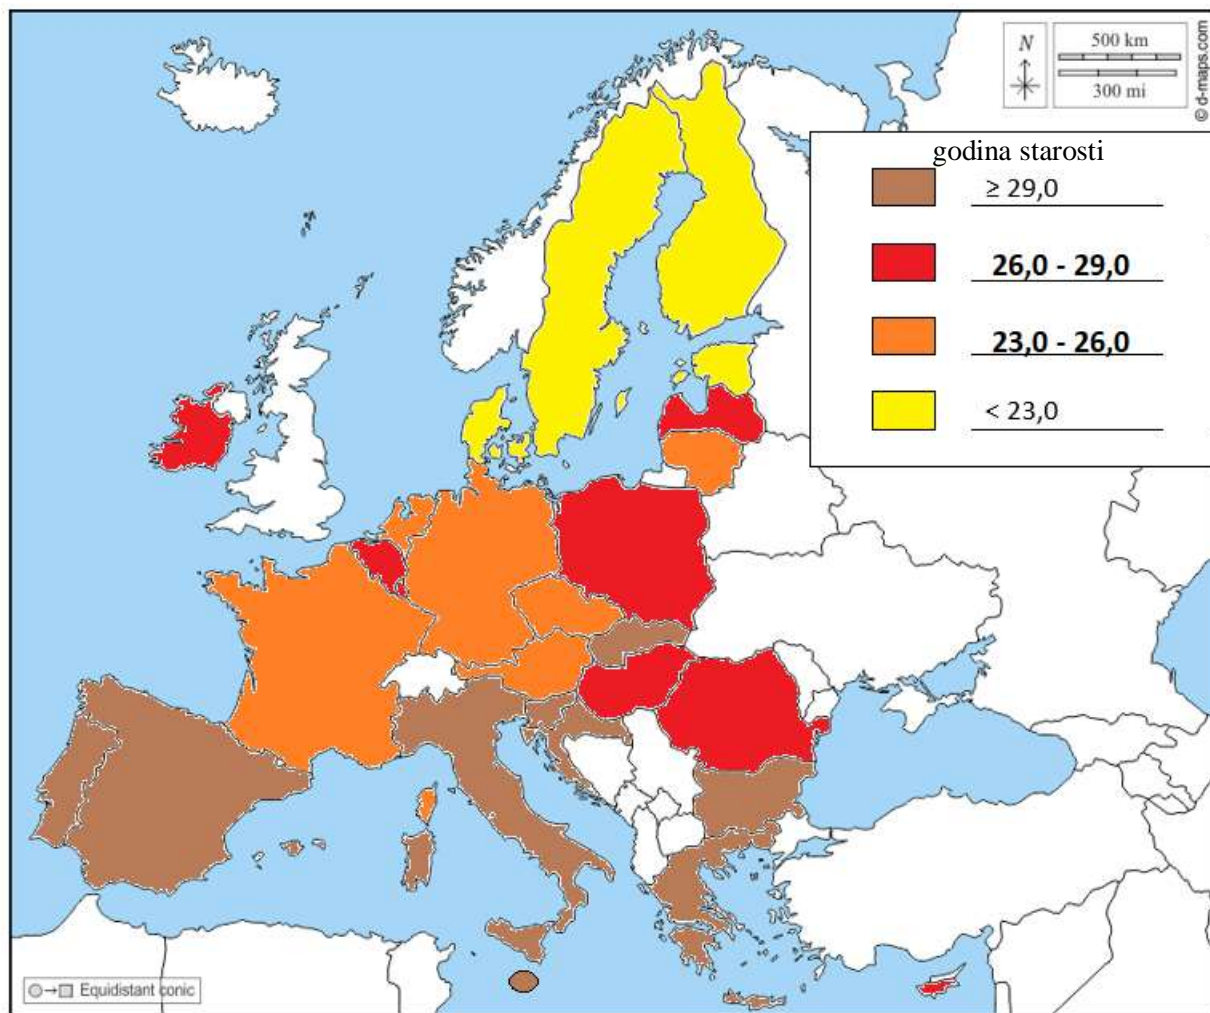 N
500 km
300 mi
© d-maps.com
godina starosti
≥ 29,0
26,0 - 29,0
23,0 - 26,0
< 23,0
Equidistant conic